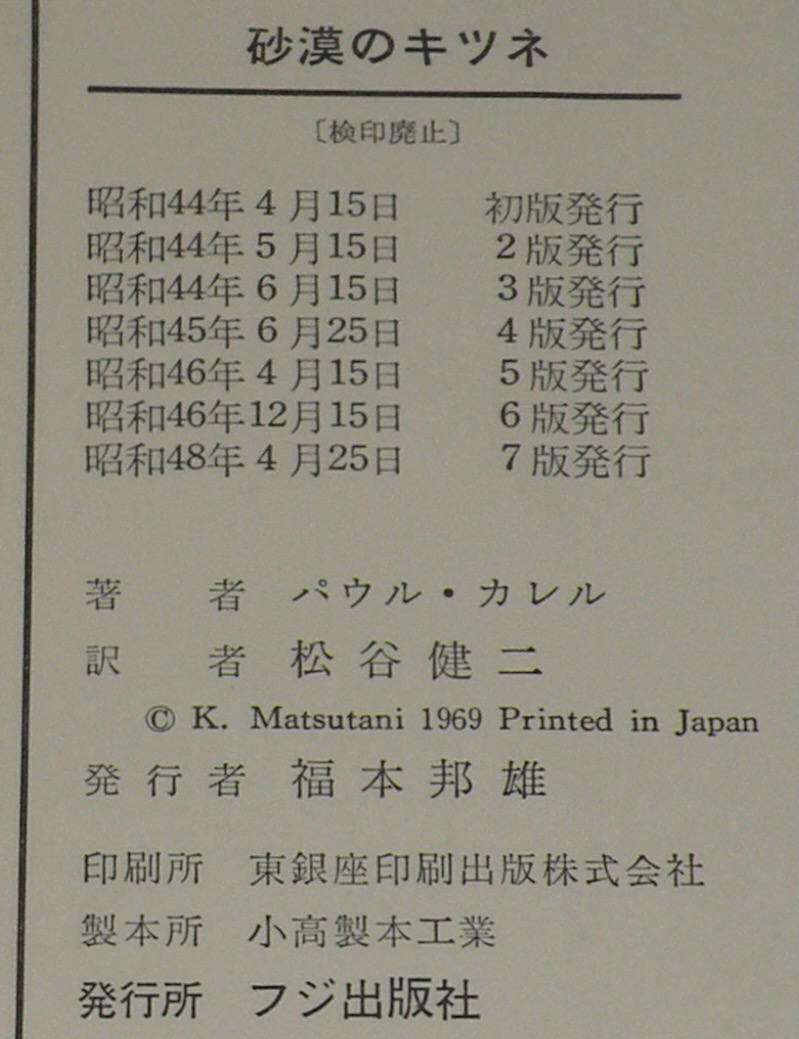 砂漠のキツネ
〔検印廃止〕
昭和44年 4 月15日 初版発行
昭和44年 5 月15日 2 版発行
昭和44年 6 月15日 3 版発行
昭和45年 6 月25日 4 版発行
昭和46年 4 月15日 5 版発行
昭和46年12月15日 6 版発行
昭和48年 4 月25日 7 版発行
著者 パウル・カレル
訳者 松谷健二
© K. Matsutani 1969 Printed in Japan
発行者 福本邦雄
印刷所 東銀座印刷出版株式会社
製本所 小高製本工業
発行所 フジ出版社